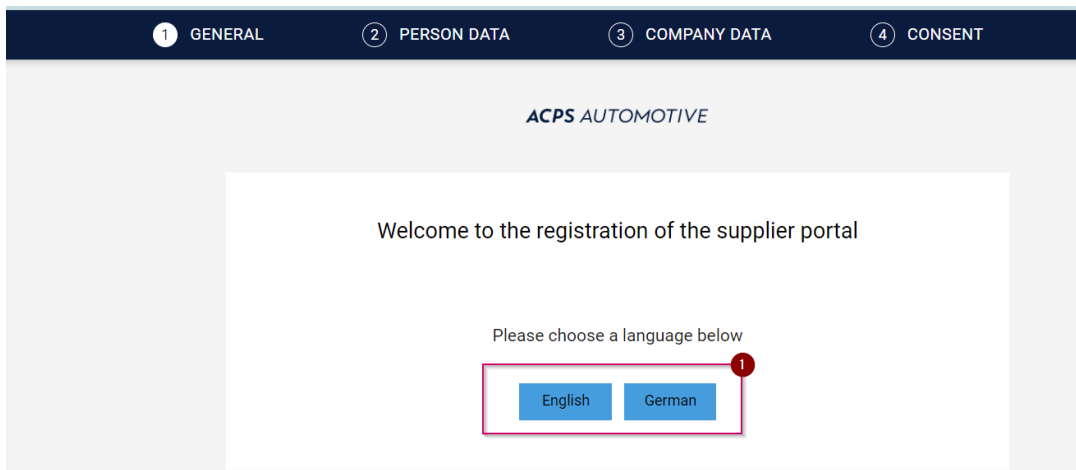 1 GENERAL 2 PERSON DATA 3 COMPANY DATA 4 CONSENT
ACPS AUTOMOTIVE
Welcome to the registration of the supplier portal
Please choose a language below
1
English German